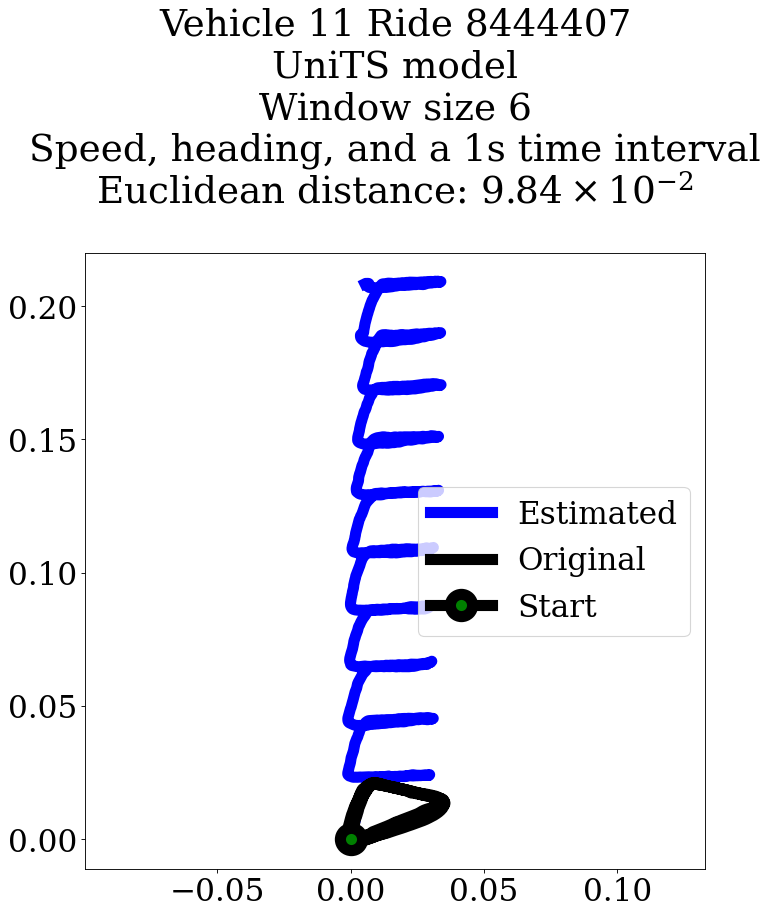 Vehicle 11 Ride 8444407
UniTS model
Window size 6
Speed, heading, and a 1s time interval
Euclidean distance: 9.84 × 10⁻²
0.20
0.15
0.10
0.05
0.00
Estimated
Original
Start
−0.05 0.00 0.05 0.10